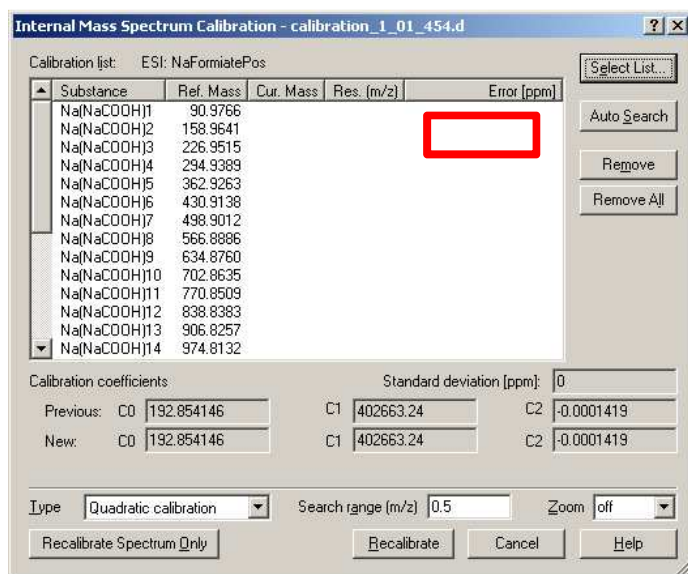 Internal Mass Spectrum Calibration - calibration_1_01_454.d
Calibration list: ESI: NaFormiatePos
Select List...
Substance Ref. Mass Cur. Mass Res. (m/z) Error [ppm]
Na(NaCOOH)1 90.9766
Na(NaCOOH)2 158.9641
Auto Search
Na(NaCOOH)3 226.9515
Na(NaCOOH)4 294.9389
Remove
Na(NaCOOH)5 362.9263
Na(NaCOOH)6 430.9138
Remove All
Na(NaCOOH)7 498.9012
Na(NaCOOH)8 566.8886
Na(NaCOOH)9 634.8760
Na(NaCOOH)10 702.8635
Na(NaCOOH)11 770.8509
Na(NaCOOH)12 838.8383
Na(NaCOOH)13 906.8257
Na(NaCOOH)14 974.8132
Calibration coefficients Standard deviation [ppm]: 0
Previous: C0 192.854146 C1 402663.24 C2 -0.0001419
New: C0 192.854146 C1 402663.24 C2 -0.0001419
Type Quadratic calibration Search range (m/z) 0.5 Zoom off
Recalibrate Spectrum Only Recalibrate Cancel Help